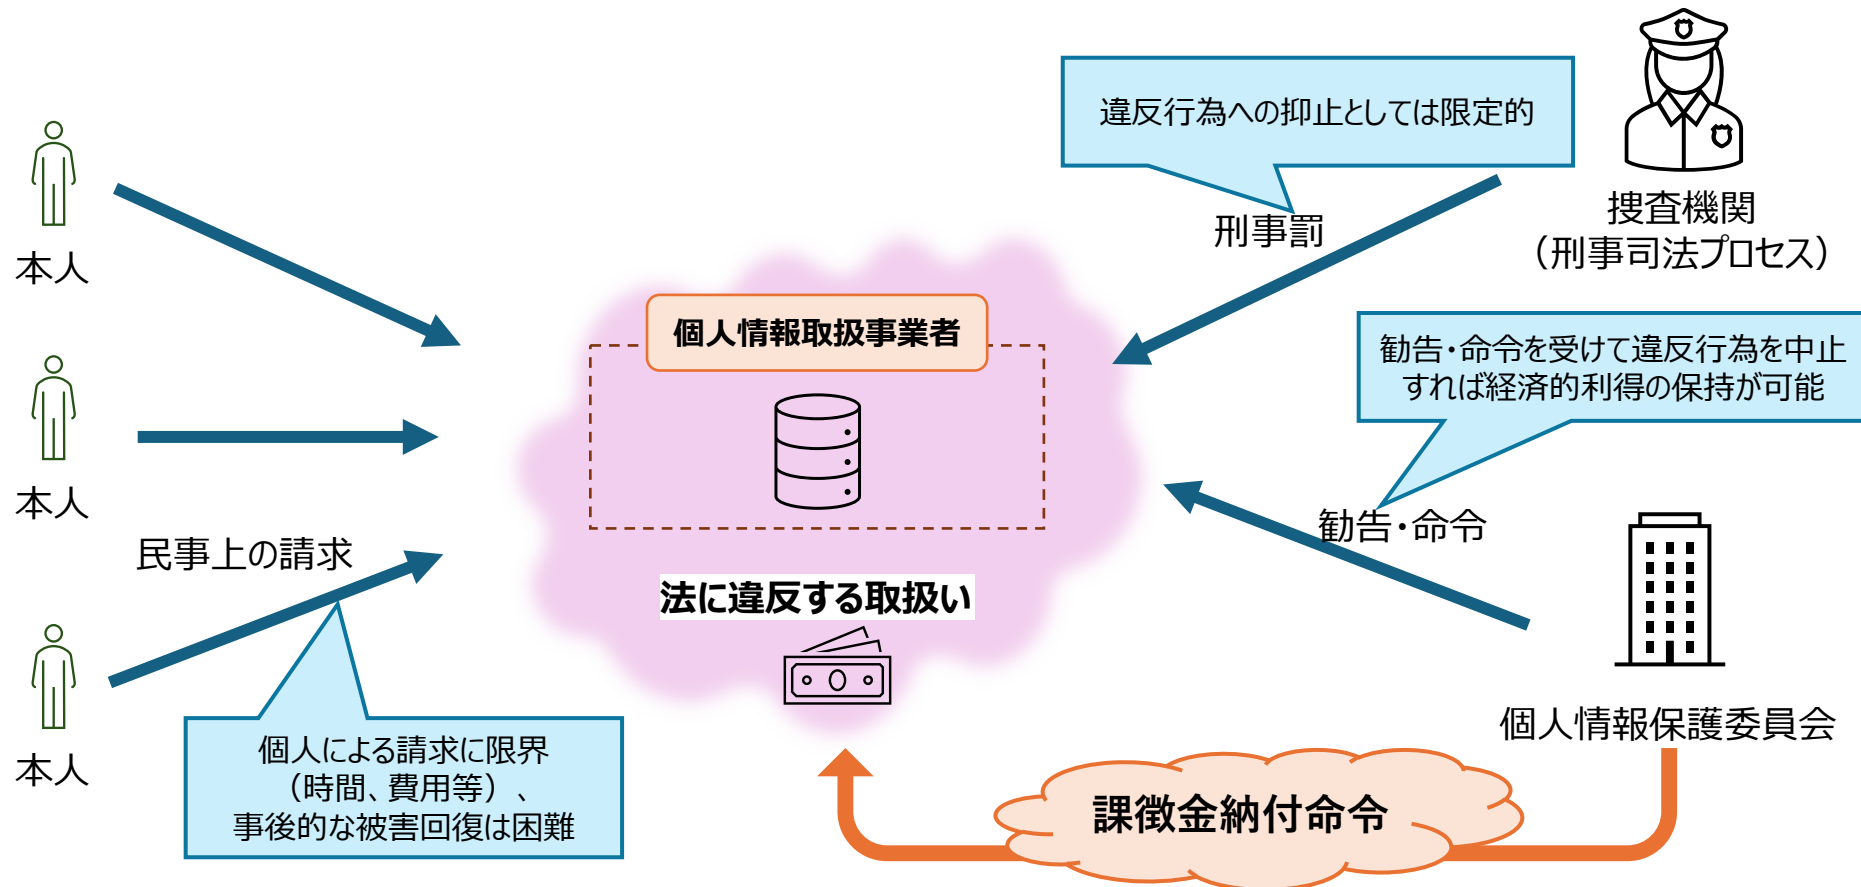 違反行為への抑止としては限定的
捜査機関
（刑事司法プロセス）
刑事罰
本人
個人情報取扱事業者
勧告・命令を受けて違反行為を中止
すれば経済的利得の保持が可能
本人
勧告・命令
民事上の請求
法に違反する取扱い
個人情報保護委員会
本人
個人による請求に限界
（時間、費用等）、
事後的な被害回復は困難
課徴金納付命令